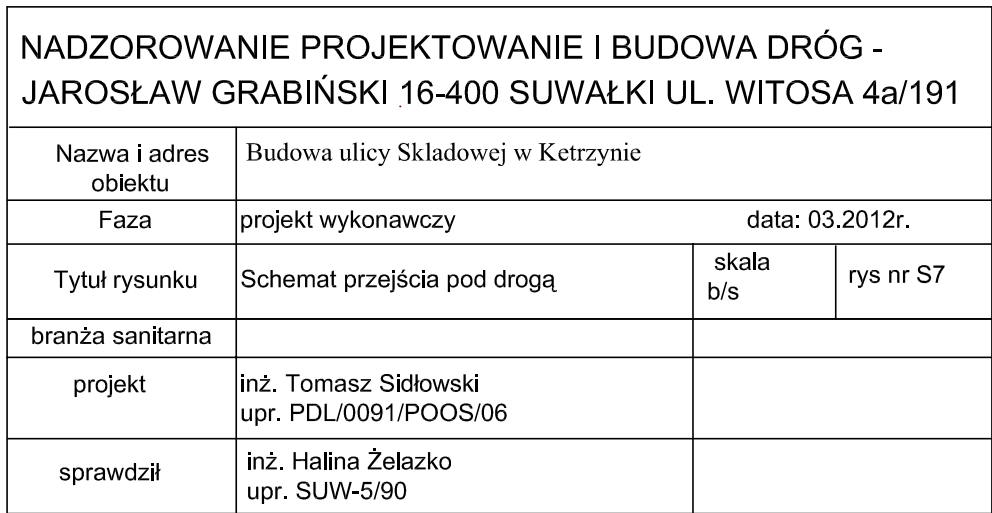 NADZOROWANIE PROJEKTOWANIE I BUDOWA DRÓG -
JAROSŁAW GRABIŃSKI 16-400 SUWAŁKI UL. WITOSA 4a/191
Nazwa i adres
obiektu
Budowa ulicy Skladowej w Ketrzynie
Faza
projekt wykonawczy
data: 03.2012r.
Tytuł rysunku
Schemat przejścia pod drogą
skala
b/s
rys nr S7
branża sanitarna
projekt
inż. Tomasz Sidłowski
upr. PDL/0091/POOS/06
sprawdził
inż. Halina Żelazko
upr. SUW-5/90